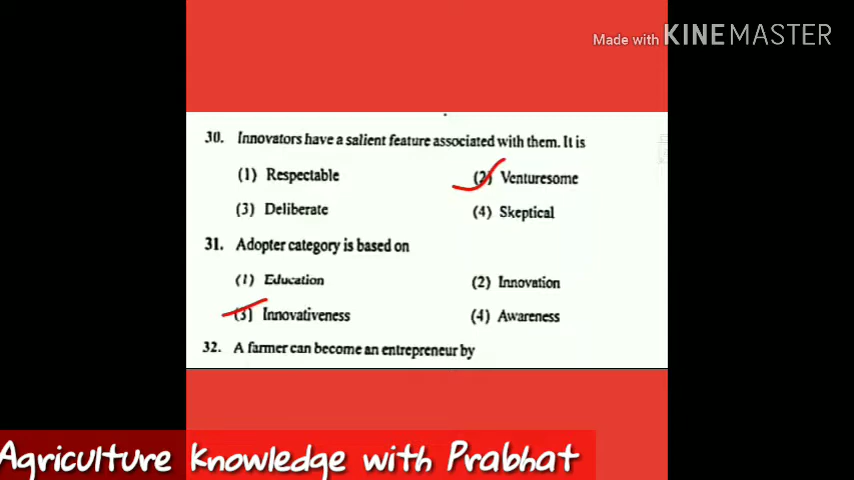 Made with KINEMASTER
30. Innovators have a salient feature associated with them. It is
(1) Respectable (2) Venturesome
(3) Deliberate (4) Skeptical
31. Adopter category is based on
(1) Education (2) Innovation
(3) Innovativeness (4) Awareness
32. A farmer can become an entrepreneur by
Agriculture Knowledge with Prabhat